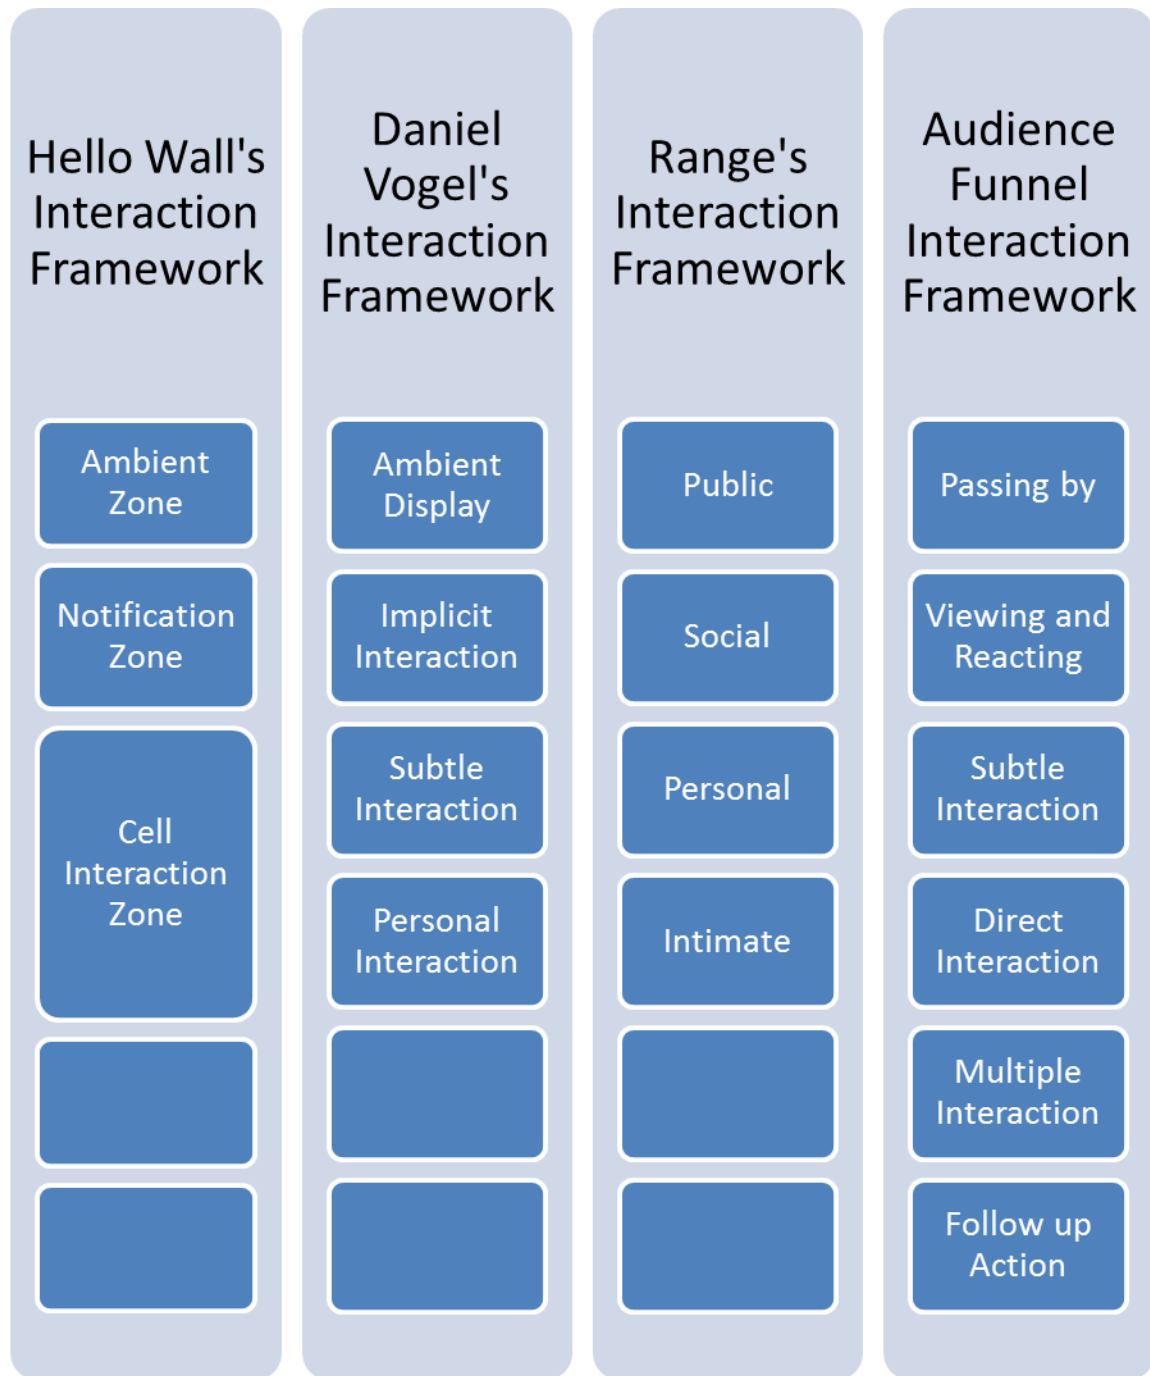 Hello Wall's
Interaction
Framework
Ambient
Zone
Notification
Zone
Cell
Interaction
Zone
Daniel
Vogel's
Interaction
Framework
Ambient
Display
Implicit
Interaction
Subtle
Interaction
Personal
Interaction
Range's
Interaction
Framework
Public
Social
Personal
Intimate
Audience
Funnel
Interaction
Framework
Passing by
Viewing and
Reacting
Subtle
Interaction
Direct
Interaction
Multiple
Interaction
Follow up
Action